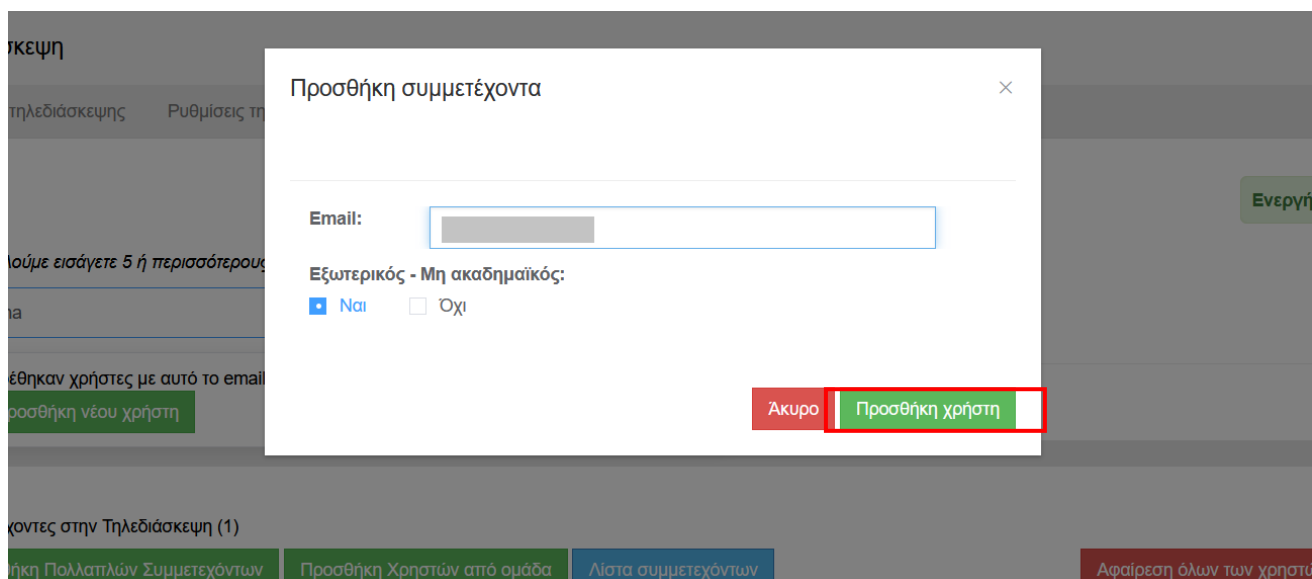 σκεψη
Προσθήκη συμμετέχοντα
τηλεδιάσκεψης Ρυθμίσεις τη
Ενεργή
Email:
λούμε εισάγετε 5 ή περισσότερους
Εξωτερικός - Μη ακαδημαϊκός:
na
Ναι Όχι
ρέθηκαν χρήστες με αυτό το email
Άκυρο Προσθήκη χρήστη
ροσθήκη νέου χρήστη
χοντες στην Τηλεδιάσκεψη (1)
θήκη Πολλαπλών Συμμετεχόντων Προσθήκη Χρηστών από ομάδα Λίστα συμμετεχόντων Αφαίρεση όλων των χρηστώ